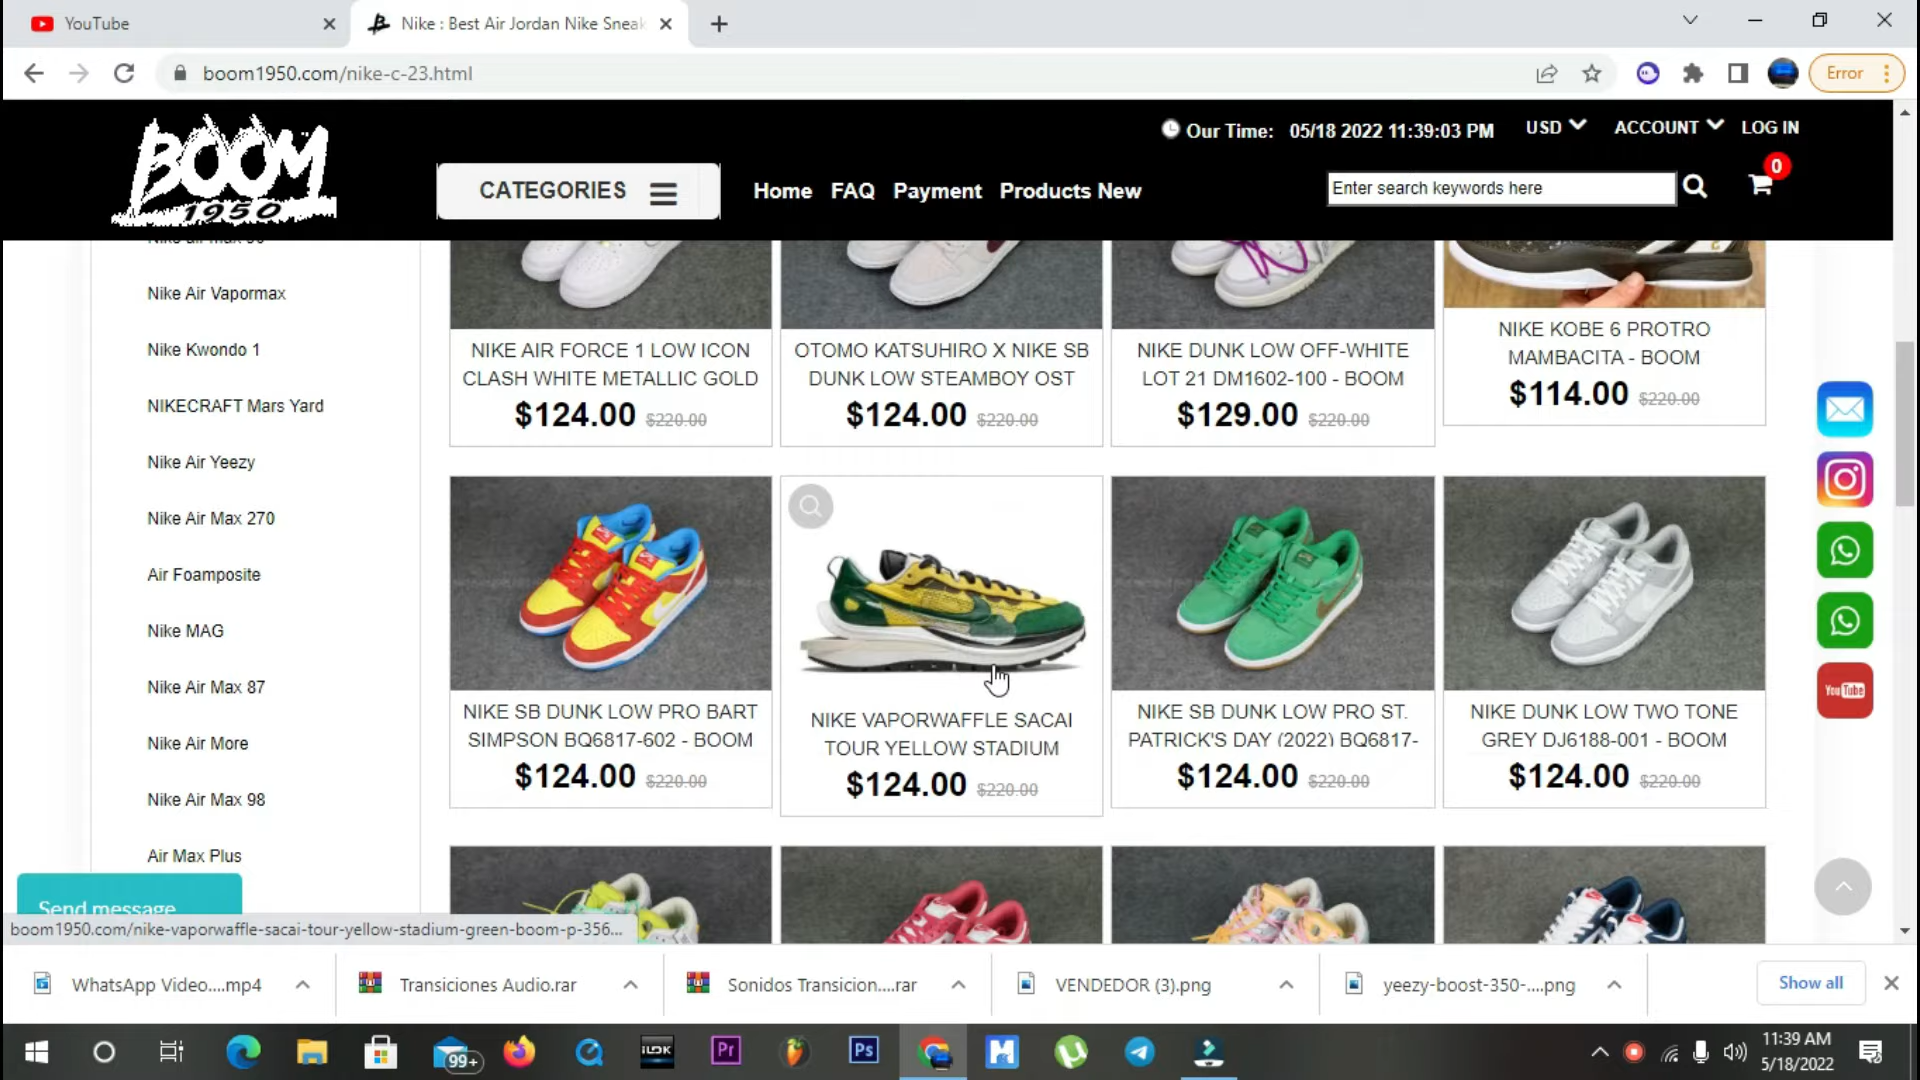 YouTube
Nike : Best Air Jordan Nike Sneak
boom1950.com/nike-c-23.html
Error
BOOM
1950
Our Time: 05/18 2022 11:39:03 PM
USD
ACCOUNT
LOG IN
CATEGORIES
Home
FAQ
Payment
Products New
Enter search keywords here
0
Nike Air Vapormax
Nike Kwondo 1
NIKECRAFT Mars Yard
Nike Air Yeezy
Nike Air Max 270
Air Foamposite
Nike MAG
Nike Air Max 87
Nike Air More
Nike Air Max 98
Air Max Plus
NIKE AIR FORCE 1 LOW ICON
CLASH WHITE METALLIC GOLD
$124.00 $220.00
OTOMO KATSUHIRO X NIKE SB
DUNK LOW STEAMBOY OST
$124.00 $220.00
NIKE DUNK LOW OFF-WHITE
LOT 21 DM1602-100 - BOOM
$129.00 $220.00
NIKE KOBE 6 PROTRO
MAMBACITA - BOOM
$114.00 $220.00
NIKE SB DUNK LOW PRO BART
SIMPSON BQ6817-602 - BOOM
$124.00 $220.00
NIKE VAPORWAFFLE SACAI
TOUR YELLOW STADIUM
$124.00 $220.00
NIKE SB DUNK LOW PRO ST.
PATRICK'S DAY (2022) BQ6817-
$124.00 $220.00
NIKE DUNK LOW TWO TONE
GREY DJ6188-001 - BOOM
$124.00 $220.00
You Tube
Send message
boom1950.com/nike-vaporwaffle-sacai-tour-yellow-stadium-green-boom-p-356...
WhatsApp Video....mp4
Transiciones Audio.rar
Sonidos Transicion....rar
VENDEDOR (3).png
yeezy-boost-350-....png
Show all
99+
Pr
Ps
11:39 AM
5/18/2022